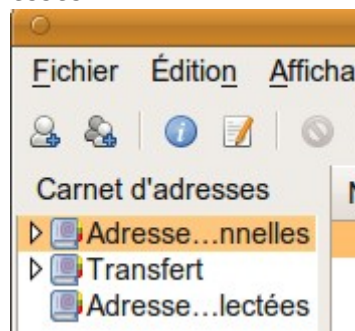 Fichier Édition Afficha
Carnet d'adresses
Adresse...nnelles
Transfert
Adresse...lectées